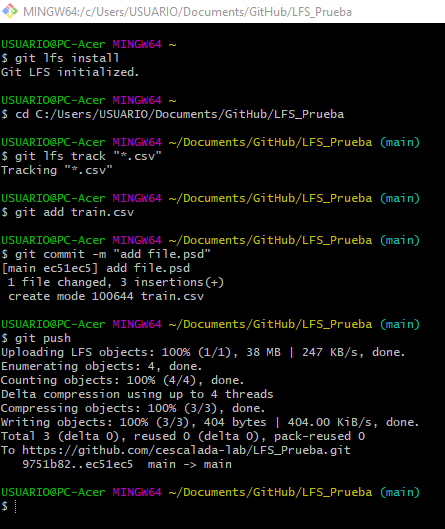 MINGW64:/c/Users/USUARIO/Documents/GitHub/LFS_Prueba
USUARIO@PC-Acer MINGW64 ~
$ git lfs install
Git LFS initialized.
USUARIO@PC-Acer MINGW64 ~
$ cd C:/Users/USUARIO/Documents/GitHub/LFS_Prueba
USUARIO@PC-Acer MINGW64 ~/Documents/GitHub/LFS_Prueba (main)
$ git lfs track "*.csv"
Tracking "*.csv"
USUARIO@PC-Acer MINGW64 ~/Documents/GitHub/LFS_Prueba (main)
$ git add train.csv
USUARIO@PC-Acer MINGW64 ~/Documents/GitHub/LFS_Prueba (main)
$ git commit -m "add file.psd"
[main ec51ec5] add file.psd
1 file changed, 3 insertions(+)
create mode 100644 train.csv
USUARIO@PC-Acer MINGW64 ~/Documents/GitHub/LFS_Prueba (main)
$ git push
Uploading LFS objects: 100% (1/1), 38 MB | 247 KB/s, done.
Enumerating objects: 4, done.
Counting objects: 100% (4/4), done.
Delta compression using up to 4 threads
Compressing objects: 100% (3/3), done.
Writing objects: 100% (3/3), 404 bytes | 404.00 KiB/s, done.
Total 3 (delta 0), reused 0 (delta 0), pack-reused 0
To https://github.com/cescalada-lab/LFS_Prueba.git
9751b82..ec51ec5  main -> main
USUARIO@PC-Acer MINGW64 ~/Documents/GitHub/LFS_Prueba (main)
$